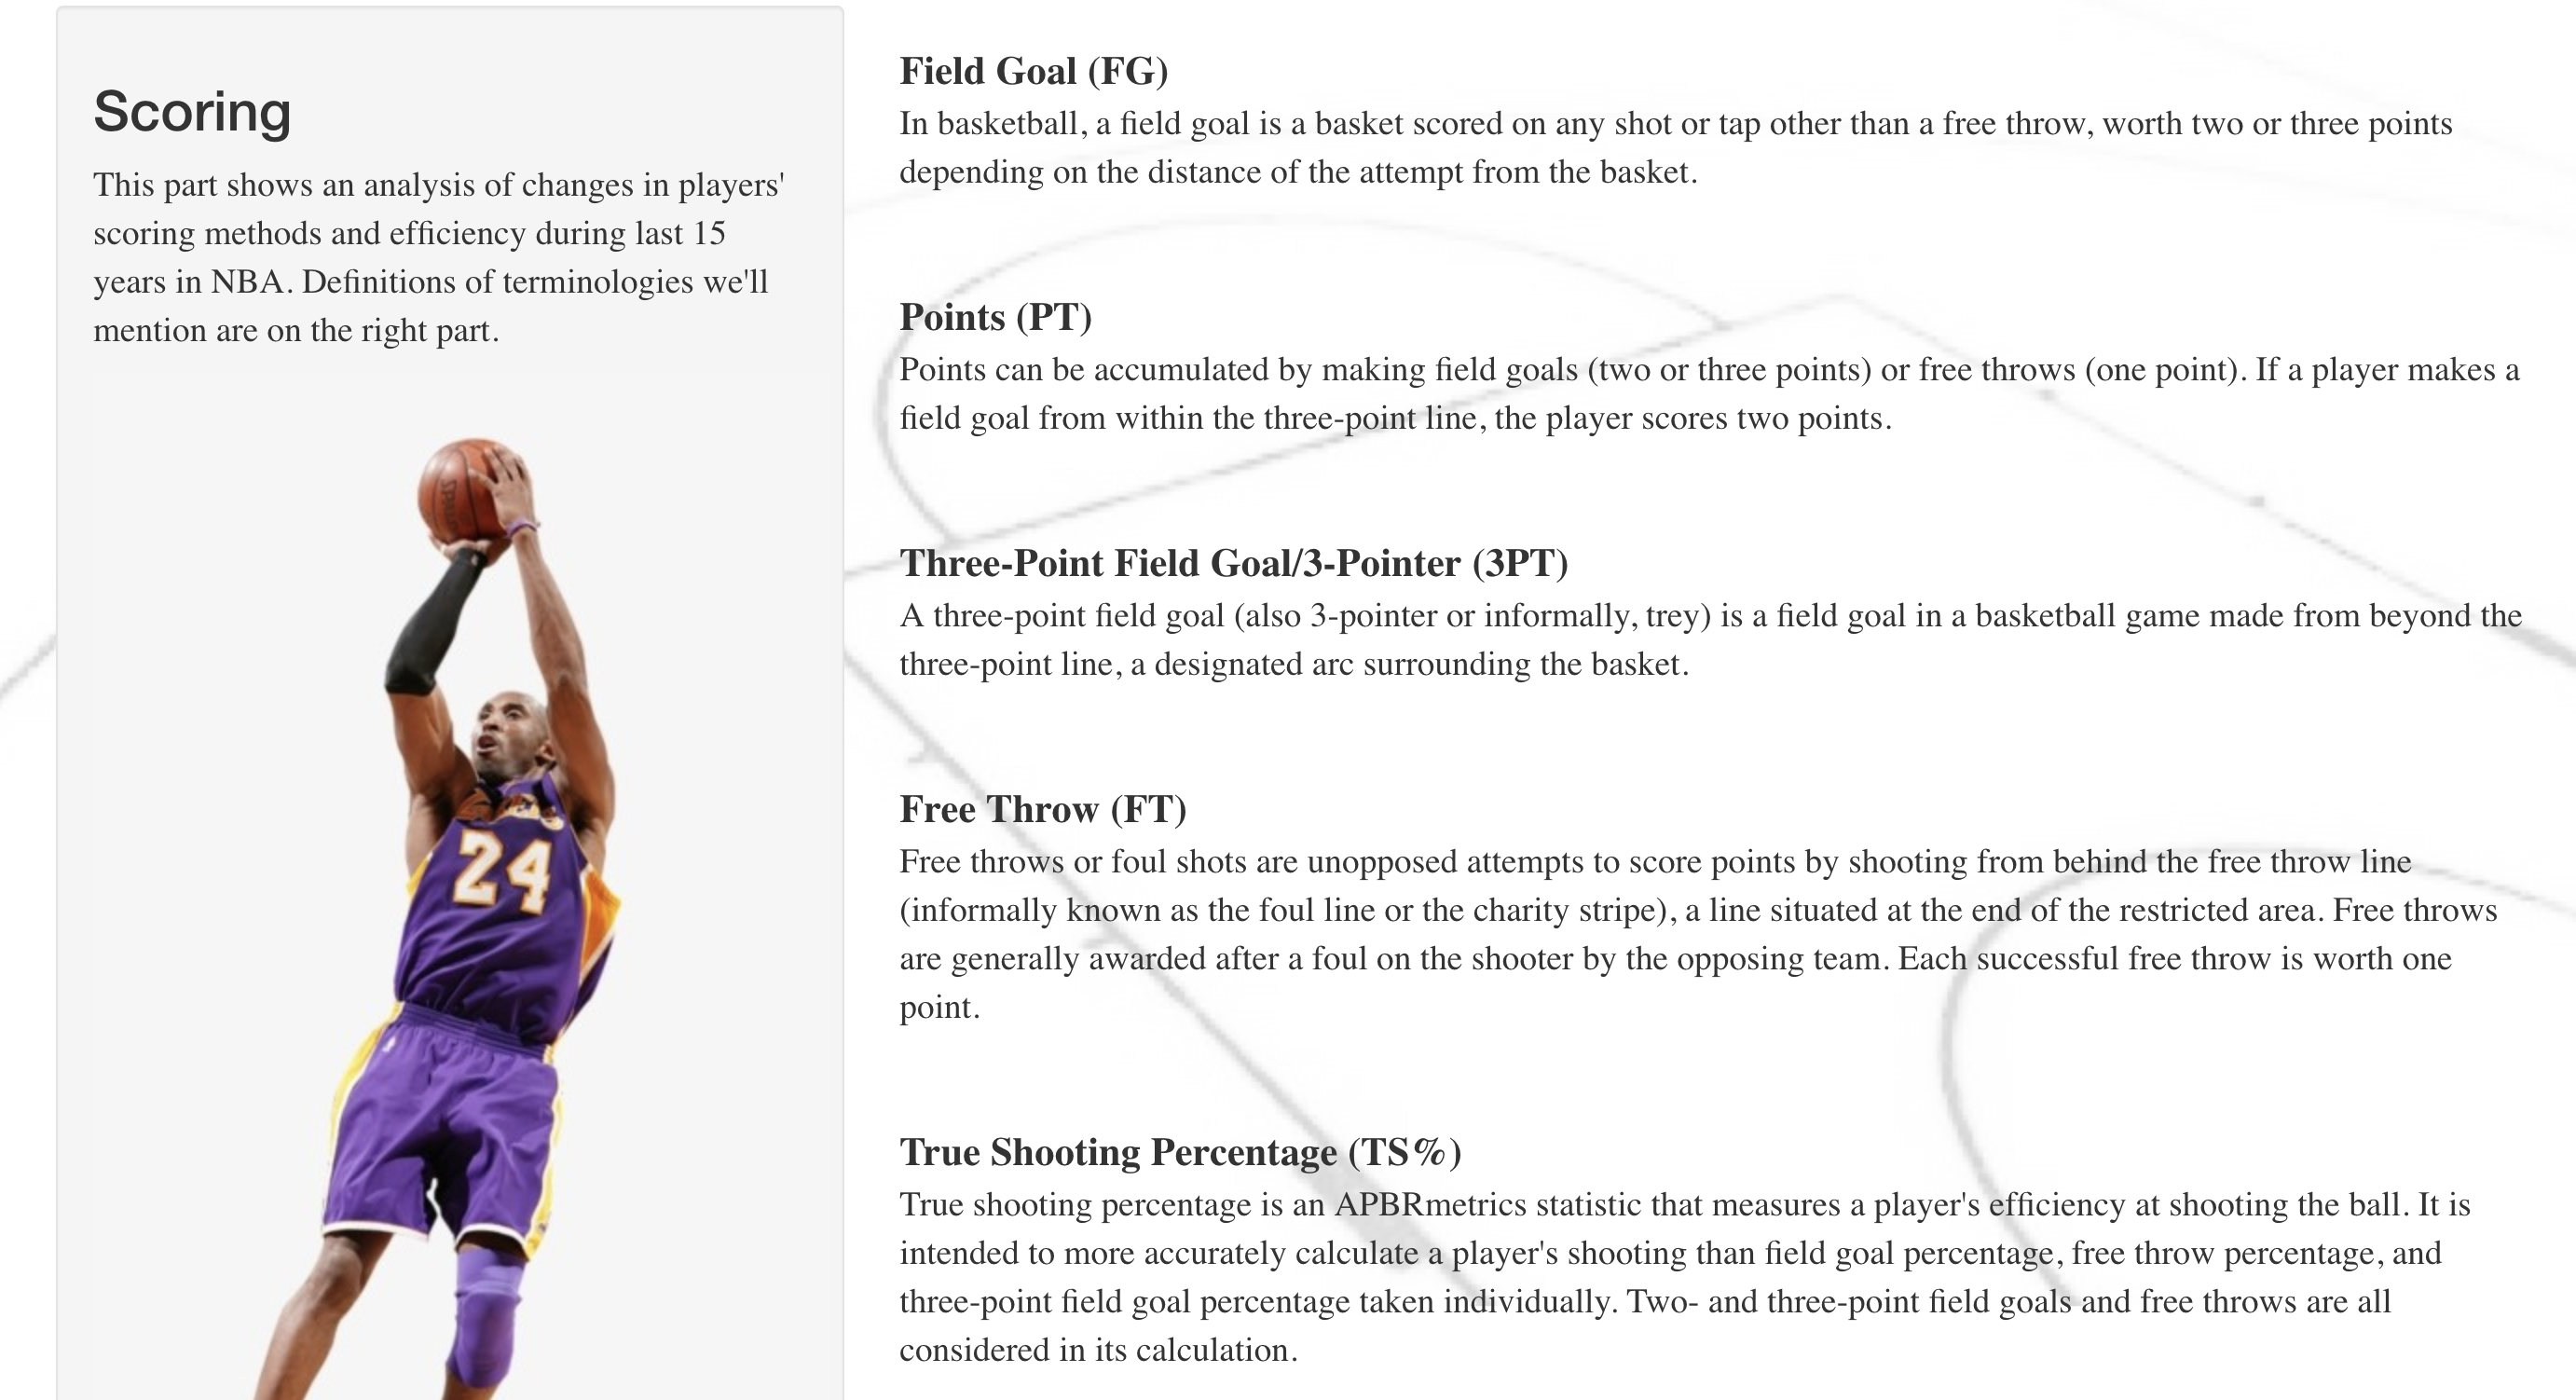 Scoring
This part shows an analysis of changes in players'
scoring methods and efficiency during last 15
years in NBA. Definitions of terminologies we'll
mention are on the right part.
24
Field Goal (FG)
In basketball, a field goal is a basket scored on any shot or tap other than a free throw, worth two or three points
depending on the distance of the attempt from the basket.
Points (PT)
Points can be accumulated by making field goals (two or three points) or free throws (one point). If a player makes a
field goal from within the three-point line, the player scores two points.
Three-Point Field Goal/3-Pointer (3PT)
A three-point field goal (also 3-pointer or informally, trey) is a field goal in a basketball game made from beyond the
three-point line, a designated arc surrounding the basket.
Free Throw (FT)
Free throws or foul shots are unopposed attempts to score points by shooting from behind the free throw line
(informally known as the foul line or the charity stripe), a line situated at the end of the restricted area. Free throws
are generally awarded after a foul on the shooter by the opposing team. Each successful free throw is worth one
point.
True Shooting Percentage (TS%)
True shooting percentage is an APBRmetrics statistic that measures a player's efficiency at shooting the ball. It is
intended to more accurately calculate a player's shooting than field goal percentage, free throw percentage, and
three-point field goal percentage taken individually. Two- and three-point field goals and free throws are all
considered in its calculation.